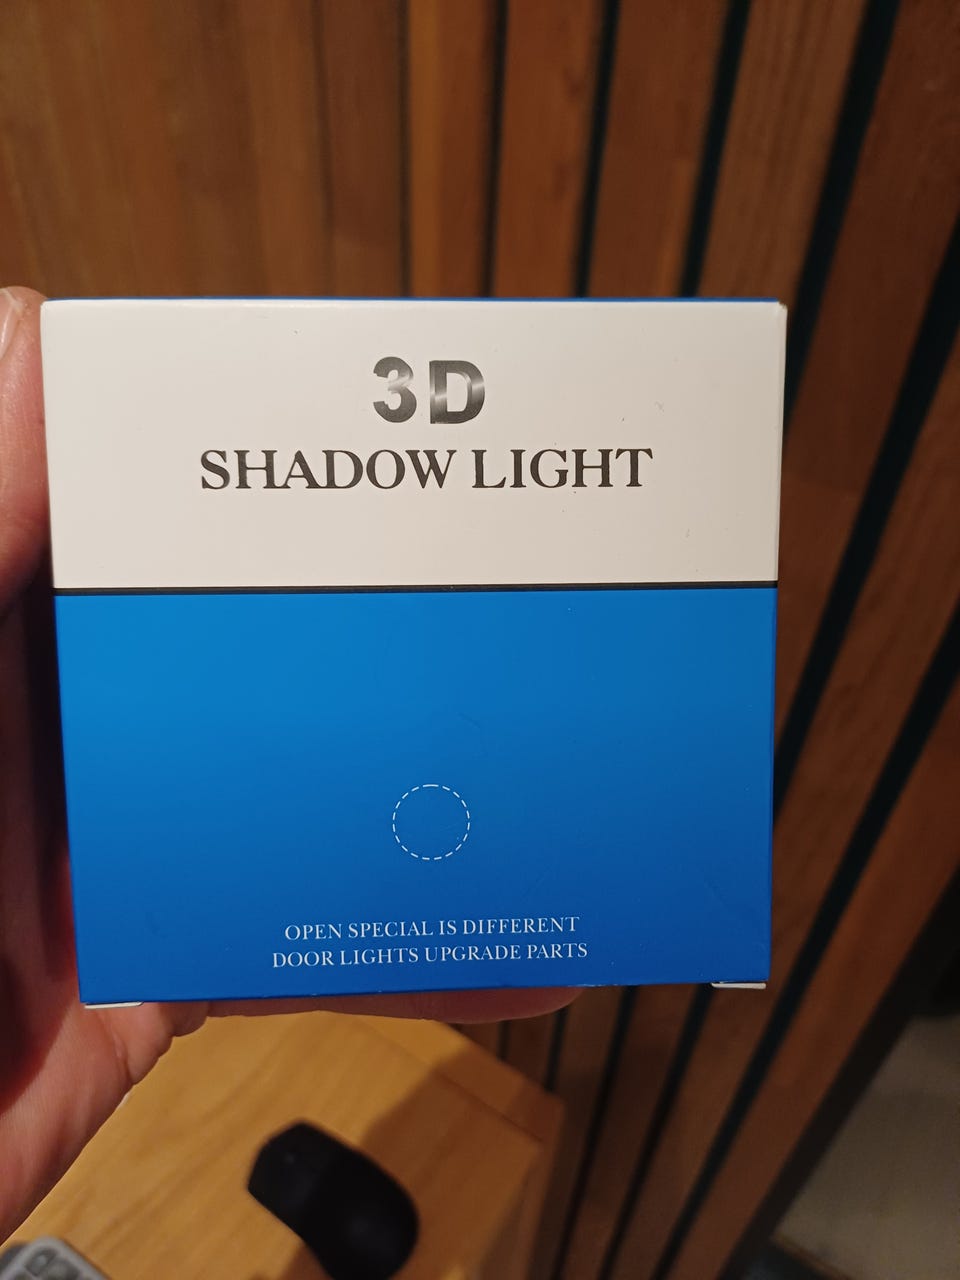 3D
SHADOW LIGHT
OPEN SPECIAL IS DIFFERENT
DOOR LIGHTS UPGRADE PARTS